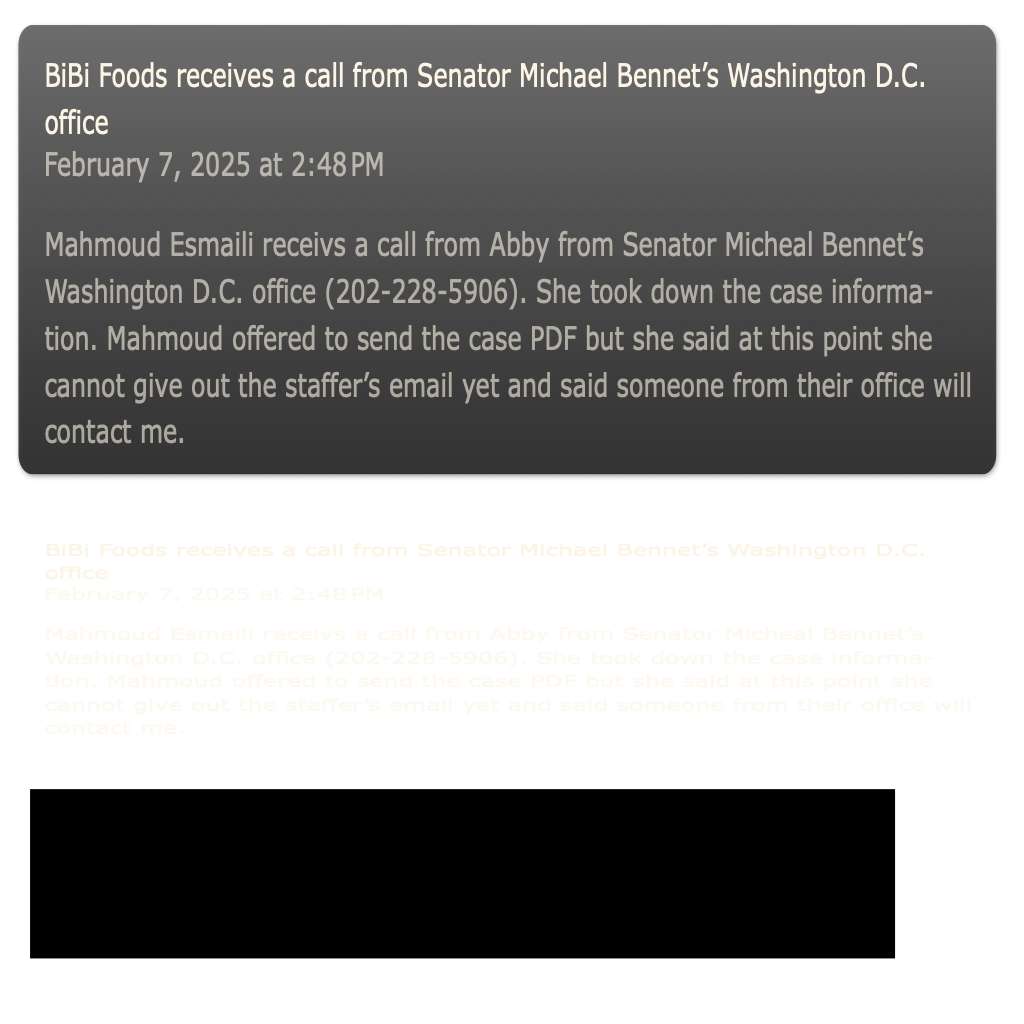 BiBi Foods receives a call from Senator Michael Bennet’s Washington D.C.
office
February 7, 2025 at 2:48 PM
Mahmoud Esmaili receivs a call from Abby from Senator Micheal Bennet’s
Washington D.C. office (202-228-5906). She took down the case informa-
tion. Mahmoud offered to send the case PDF but she said at this point she
cannot give out the staffer’s email yet and said someone from their office will
contact me.
BiBi Foods receives a call from Senator Michael Bennet’s Washington D.C.
office
February 7, 2025 at 2:48 PM
Mahmoud Esmaili receivs a call from Abby from Senator Micheal Bennet’s
Washington D.C. office (202-228-5906). She took down the case informa-
tion. Mahmoud offered to send the case PDF but she said at this point she
cannot give out the staffer’s email yet and said someone from their office will
contact me.